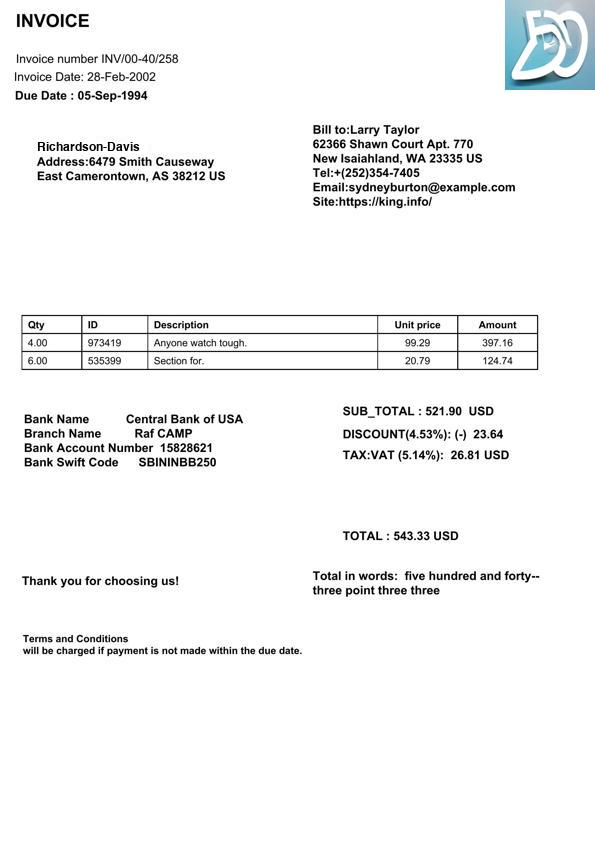 INVOICE
Invoice number INV/00-40/258
Invoice Date: 28-Feb-2002
Due Date : 05-Sep-1994
Richardson-Davis
Address:6479 Smith Causeway
East Camerontown, AS 38212 US
Bill to:Larry Taylor
62366 Shawn Court Apt. 770
New Isaiahland, WA 23335 US
Tel:+(252)354-7405
Email:sydneyburton@example.com
Site:https://king.info/
Qty ID Description Unit price Amount
4.00 973419 Anyone watch tough. 99.29 397.16
6.00 535399 Section for. 20.79 124.74
Bank Name Central Bank of USA
Branch Name Raf CAMP
Bank Account Number 15828621
Bank Swift Code SBININBB250
SUB_TOTAL : 521.90 USD
DISCOUNT(4.53%): (-) 23.64
TAX:VAT (5.14%): 26.81 USD
TOTAL : 543.33 USD
Thank you for choosing us!
Total in words: five hundred and forty--
three point three three
Terms and Conditions
will be charged if payment is not made within the due date.